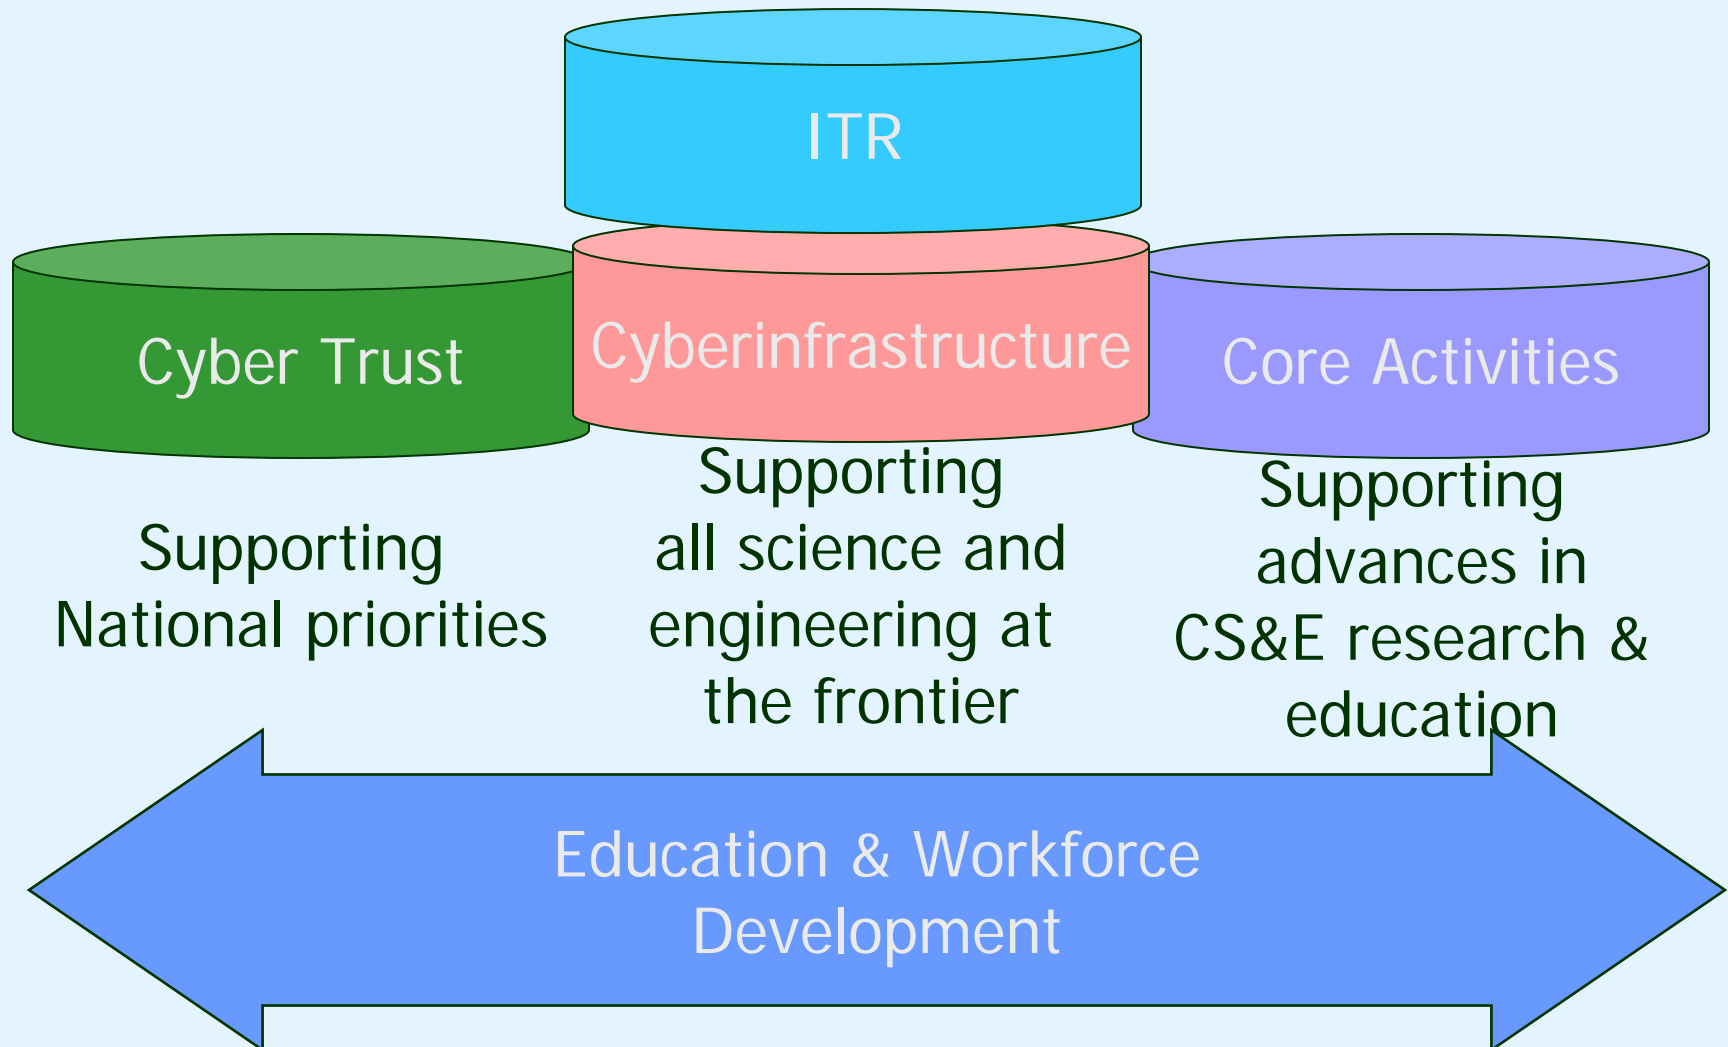 ITR
Cyber Trust
Cyberinfrastructure
Core Activities
Supporting
National priorities
Supporting
all science and
engineering at
the frontier
Supporting
advances in
CS&E research &
education
Education & Workforce
Development